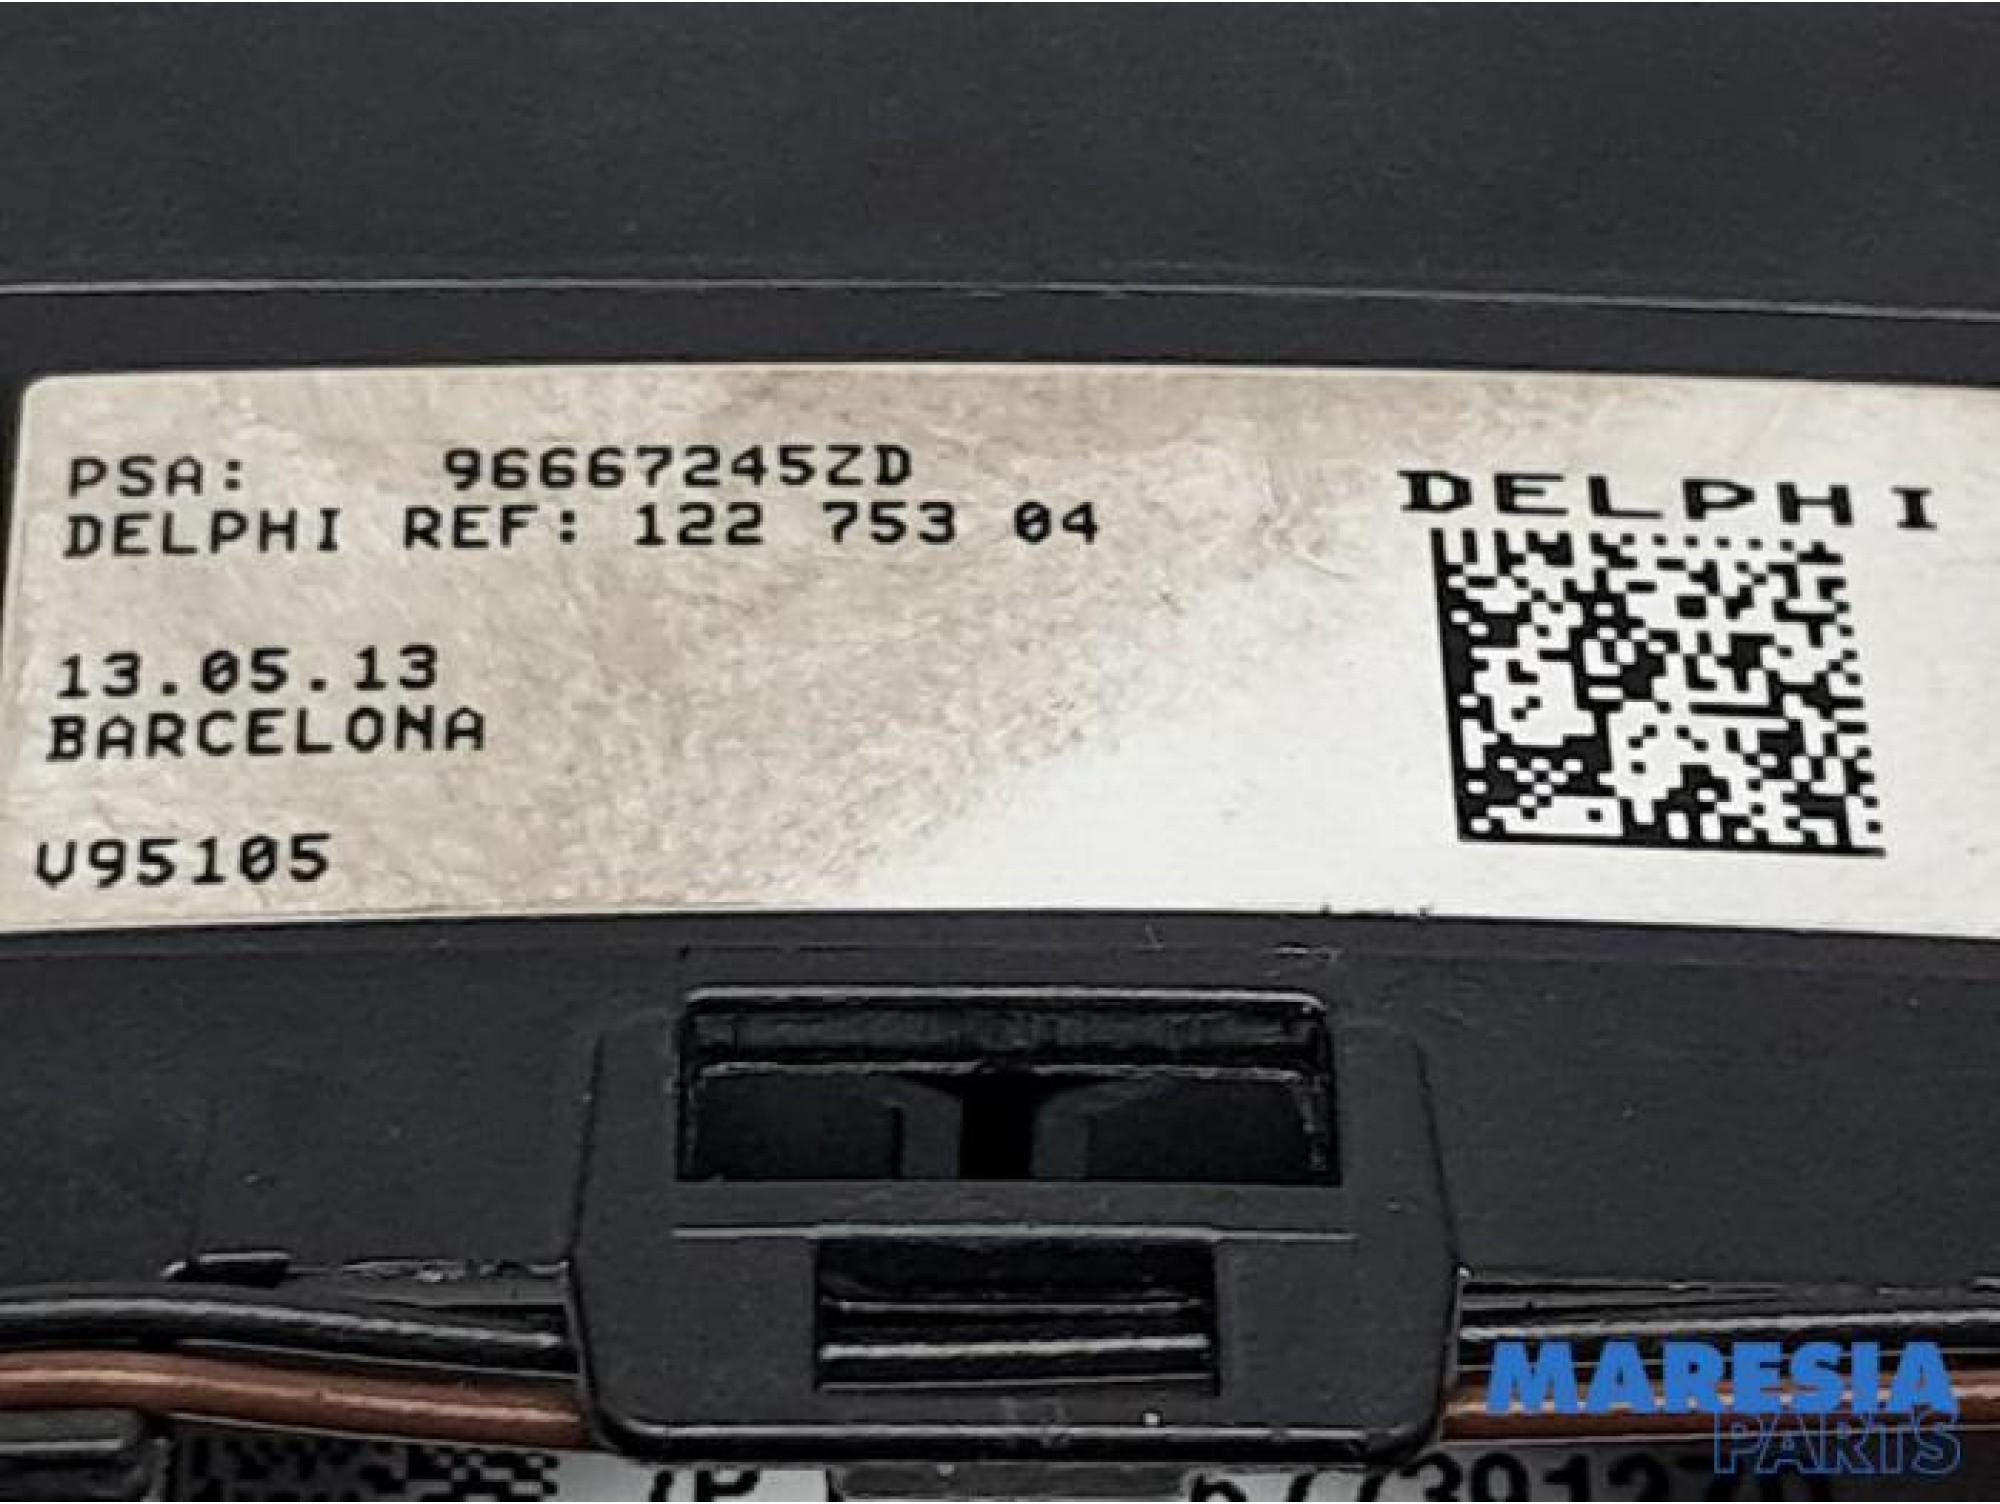 PSA: 96667245ZD
DELPHI REF: 122 753 04
DELPHI
13.05.13
BARCELONA
V95105
MARESIA
PARTS